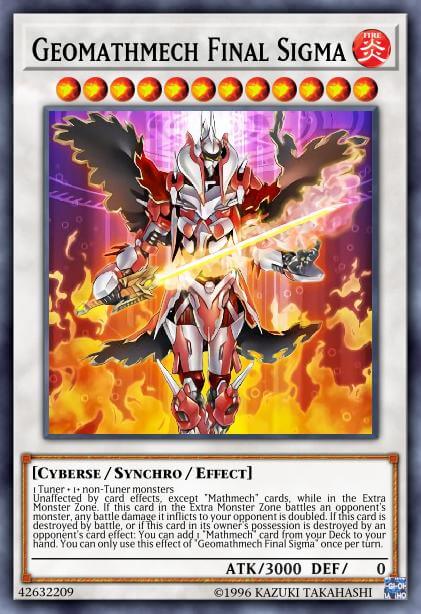 GEOMATHMECH FINAL SIGMA
FIRE
炎
[CYBERSE / SYNCHRO / EFFECT]
1 Tuner + 1+ non-Tuner monsters
Unaffected by card effects, except "Mathmech" cards, while in the Extra
Monster Zone. If this card in the Extra Monster Zone battles an opponent's
monster, any battle damage it inflicts to your opponent is doubled. If this card is
destroyed by battle, or if this card in its owner's possession is destroyed by an
opponent's card effect: You can add 1 "Mathmech" card from your Deck to your
hand. You can only use this effect of "Geomathmech Final Sigma" once per turn.
ATK/3000 DEF/ 0
42632209
©1996 KAZUKI TAKAHASHI